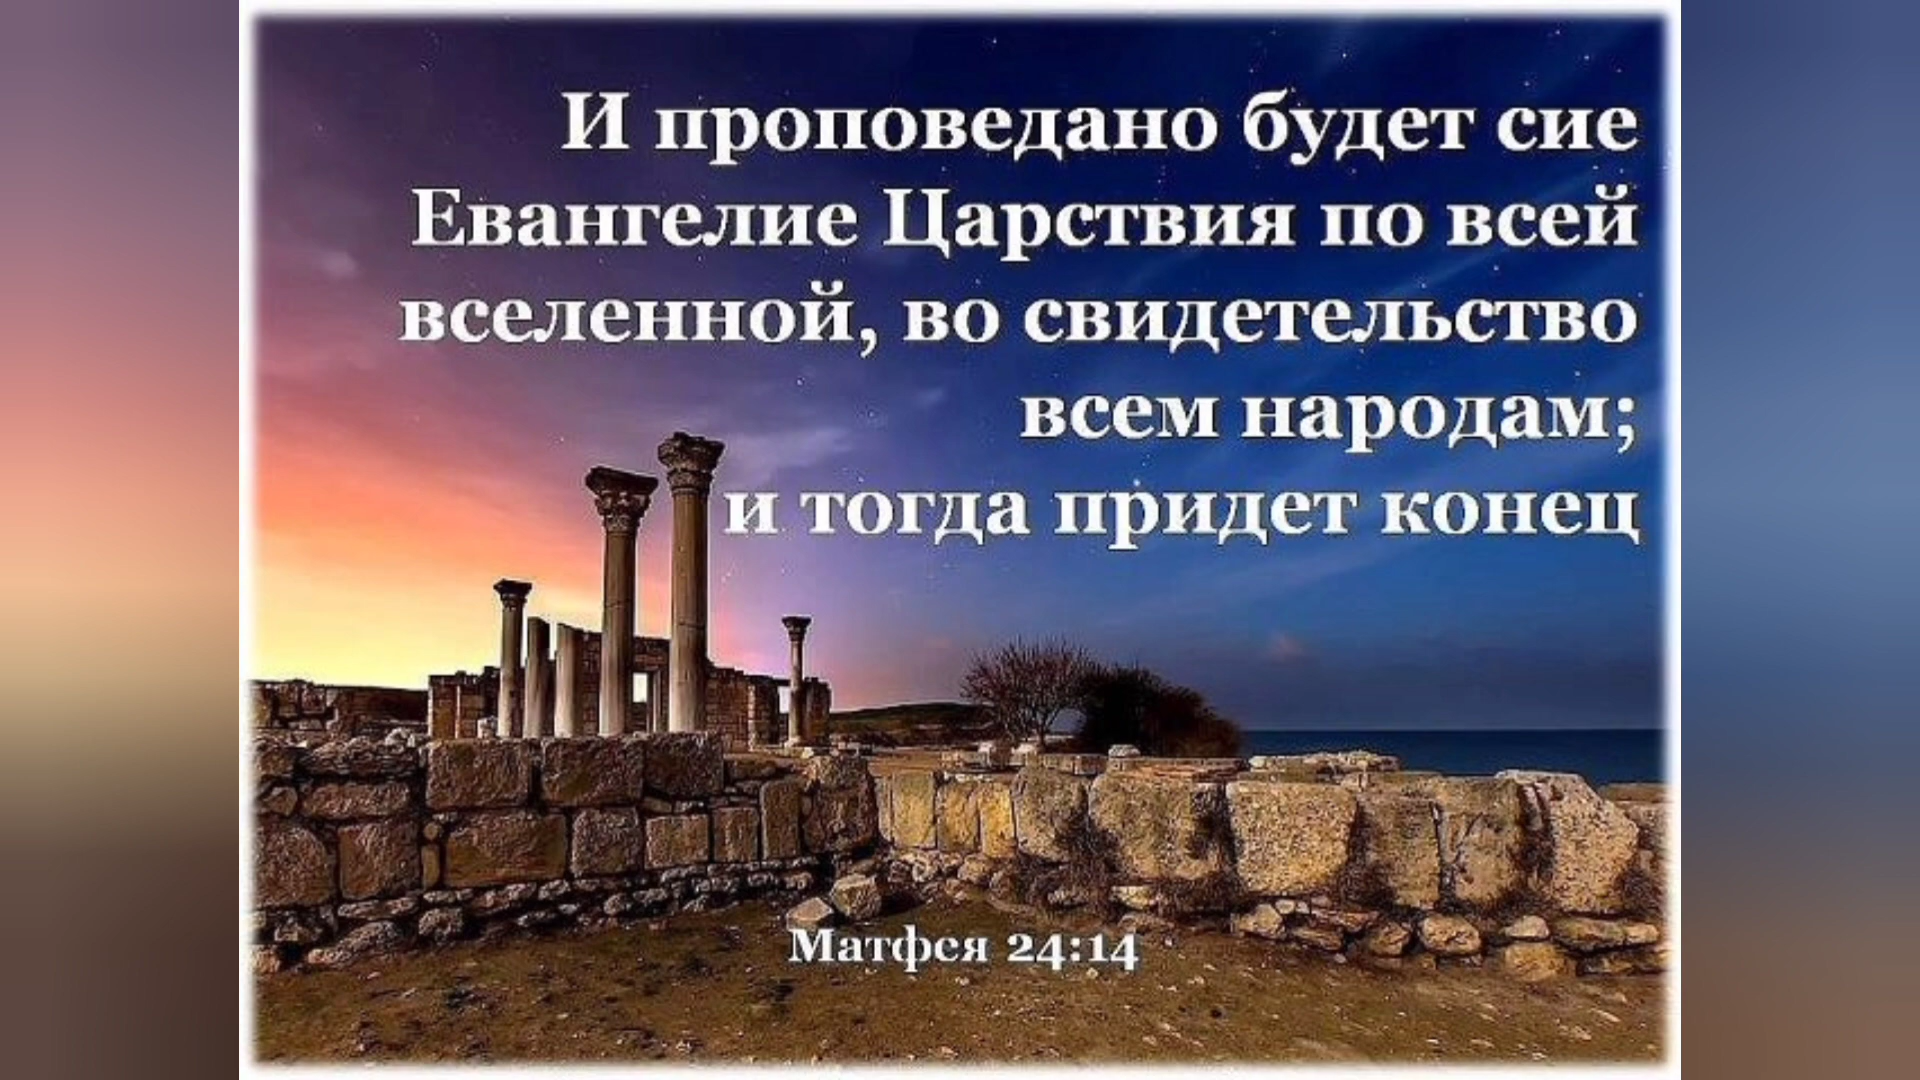 И проповедано будет сие
Евангелие Царствия по всей
вселенной, во свидетельство
всем народам;
и тогда придет конец
Матфея 24:14